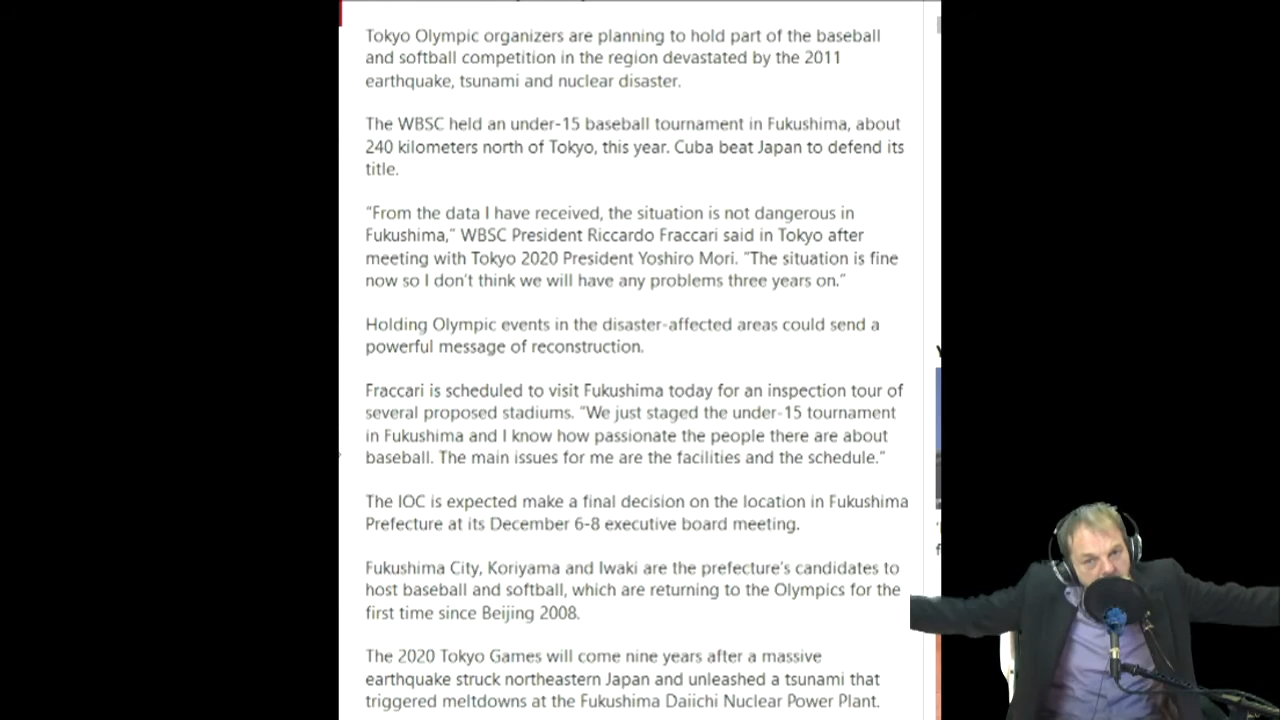 Tokyo Olympic organizers are planning to hold part of the baseball
and softball competition in the region devastated by the 2011
earthquake, tsunami and nuclear disaster.
The WBSC held an under-15 baseball tournament in Fukushima, about
240 kilometers north of Tokyo, this year. Cuba beat Japan to defend its
title.
“From the data I have received, the situation is not dangerous in
Fukushima,” WBSC President Riccardo Fraccari said in Tokyo after
meeting with Tokyo 2020 President Yoshiro Mori. “The situation is fine
now so I don’t think we will have any problems three years on.”
Holding Olympic events in the disaster-affected areas could send a
powerful message of reconstruction.
Fraccari is scheduled to visit Fukushima today for an inspection tour of
several proposed stadiums. “We just staged the under-15 tournament
in Fukushima and I know how passionate the people there are about
baseball. The main issues for me are the facilities and the schedule.”
The IOC is expected make a final decision on the location in Fukushima
Prefecture at its December 6-8 executive board meeting.
Fukushima City, Koriyama and Iwaki are the prefecture’s candidates to
host baseball and softball, which are returning to the Olympics for the
first time since Beijing 2008.
The 2020 Tokyo Games will come nine years after a massive
earthquake struck northeastern Japan and unleashed a tsunami that
triggered meltdowns at the Fukushima Daiichi Nuclear Power Plant.